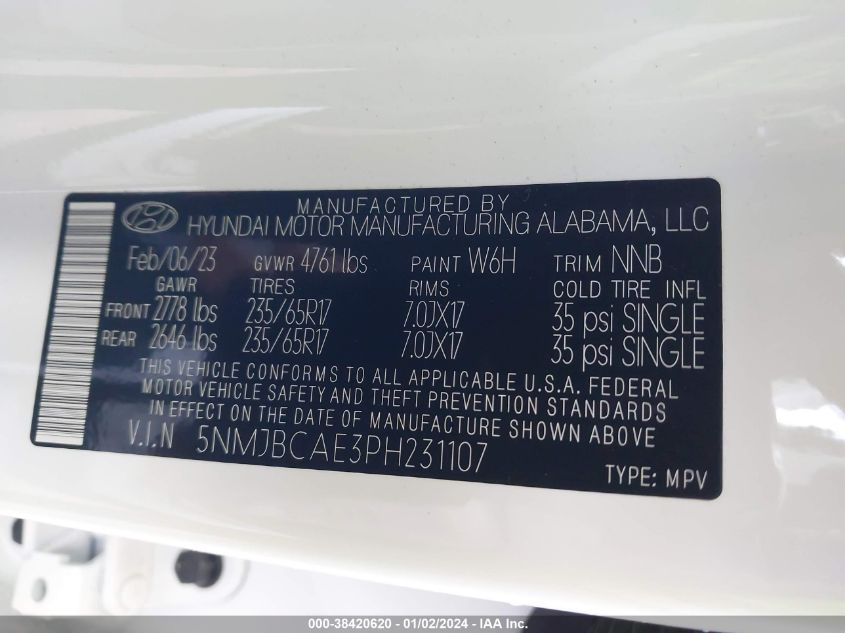 MANUFACTURED BY
HYUNDAI MOTOR MANUFACTURING ALABAMA, LLC
Feb/06/23 GVWR 4761 lbs PAINT W6H TRIM NNB
GAWR TIRES RIMS COLD TIRE INFL
FRONT 2778 lbs 235/65R17 7.0JX17 35 psi SINGLE
REAR 2646 lbs 235/65R17 7.0JX17 35 psi SINGLE
THIS VEHICLE CONFORMS TO ALL APPLICABLE U.S.A. FEDERAL
MOTOR VEHICLE SAFETY AND THEFT PREVENTION STANDARDS
IN EFFECT ON THE DATE OF MANUFACTURE SHOWN ABOVE
V.I.N 5NMJBCAE3PH231107
TYPE: MPV
000-38420620 - 01/02/2024 - IAA Inc.